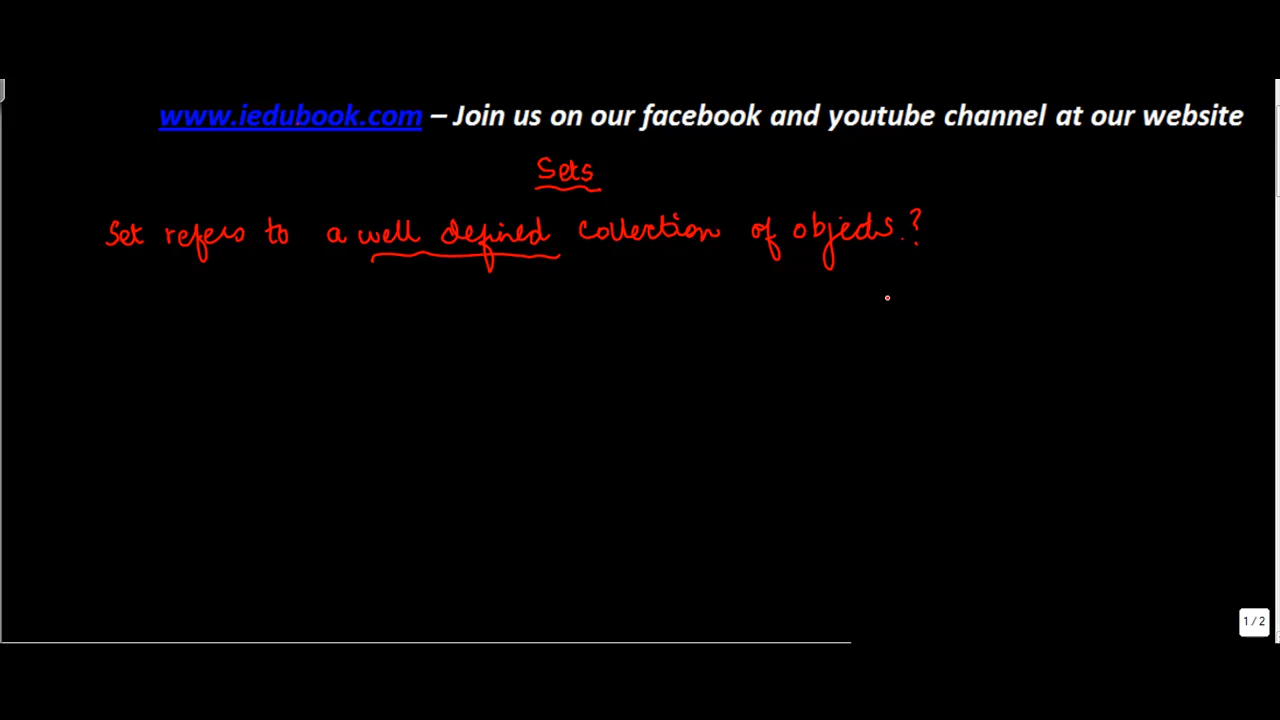 www.iedubook.com – Join us on our facebook and youtube channel at our website
Sets
Set refers to a well defined collection of objects.?
1 / 2